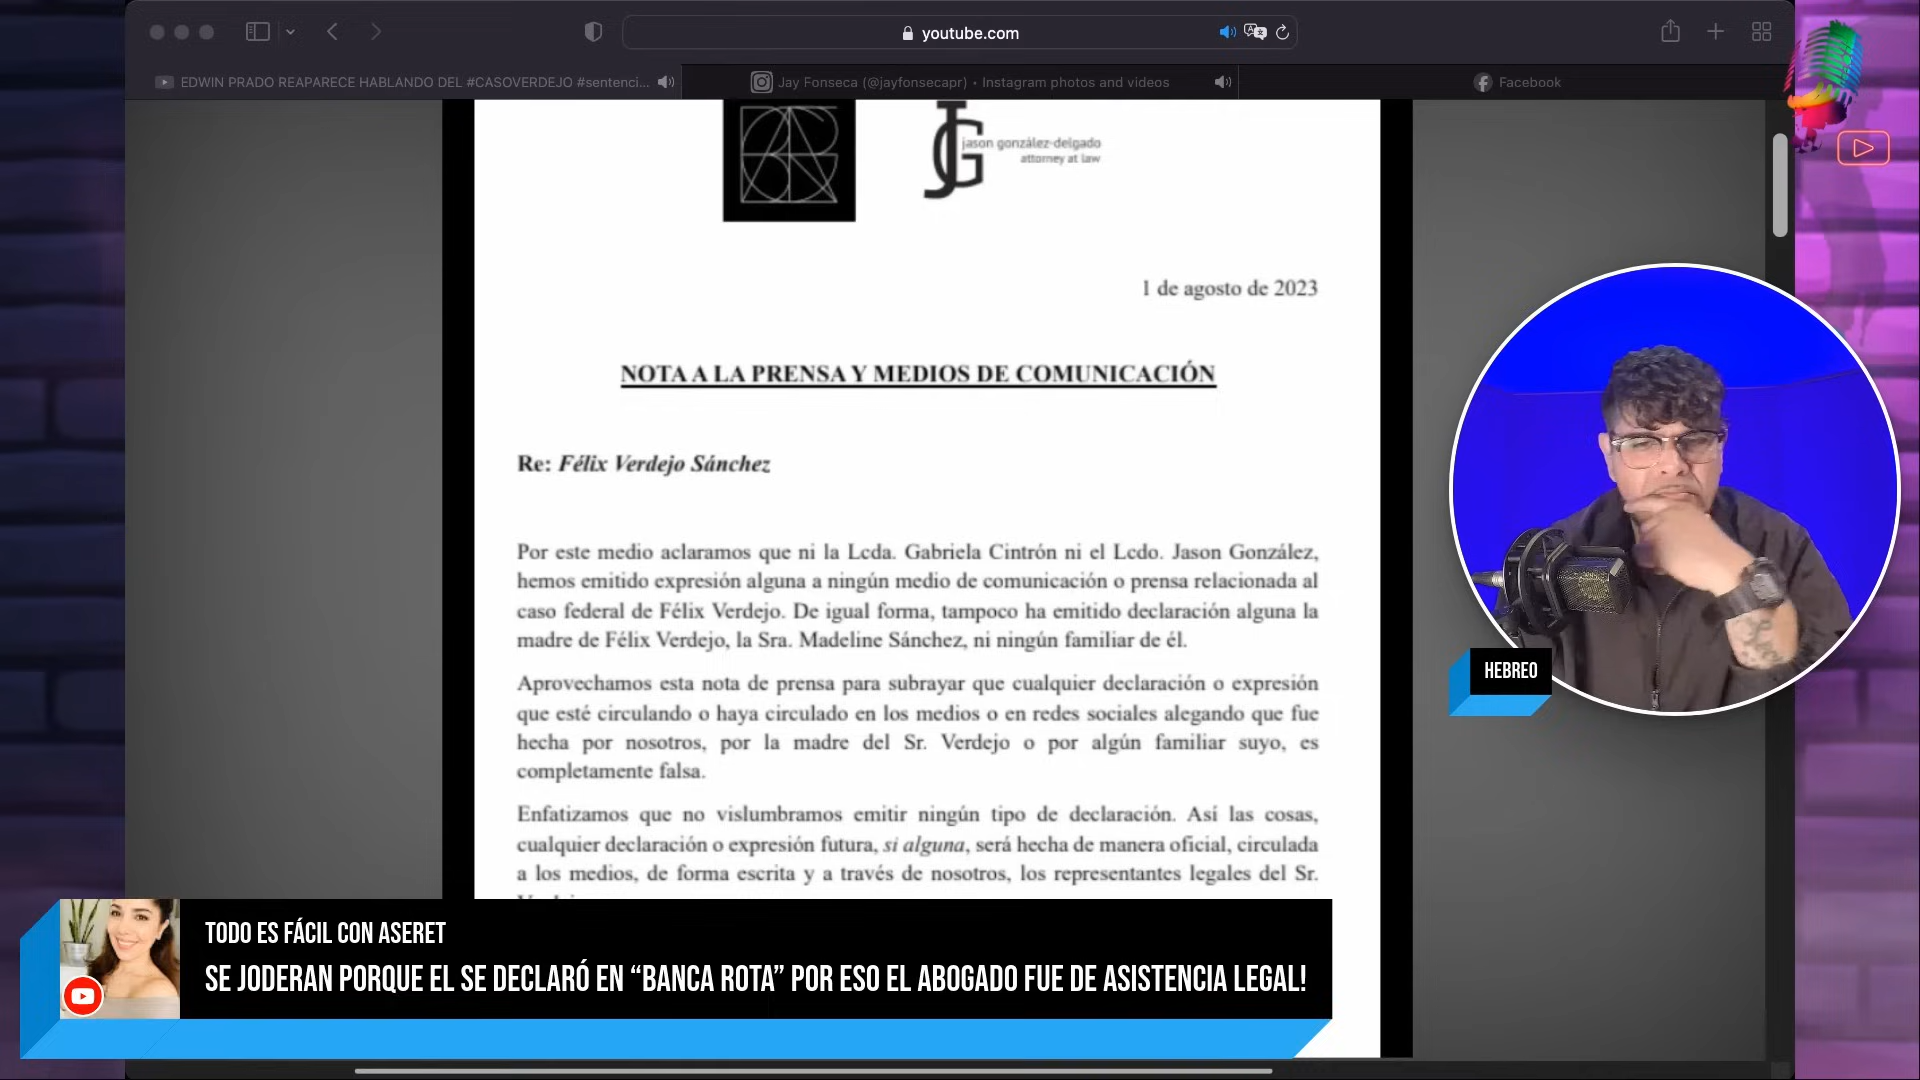 youtube.com
EDWIN PRADO REAPARECE HABLANDO DEL #CASOVERDEJO #sentenci...
Jay Fonseca (@jayfonsecapr) • Instagram photos and videos
Facebook
JG
jason gonzález-delgado
attorney at law
1 de agosto de 2023
NOTA A LA PRENSA Y MEDIOS DE COMUNICACIÓN
Re: Félix Verdejo Sánchez
Por este medio aclaramos que ni la Lcda. Gabriela Cintrón ni el Lcdo. Jason González,
hemos emitido expresión alguna a ningún medio de comunicación o prensa relacionada al
caso federal de Félix Verdejo. De igual forma, tampoco ha emitido declaración alguna la
madre de Félix Verdejo, la Sra. Madeline Sánchez, ni ningún familiar de él.
Aprovechamos esta nota de prensa para subrayar que cualquier declaración o expresión
que esté circulando o haya circulado en los medios o en redes sociales alegando que fue
hecha por nosotros, por la madre del Sr. Verdejo o por algún familiar suyo, es
completamente falsa.
Enfatizamos que no vislumbramos emitir ningún tipo de declaración. Así las cosas,
cualquier declaración o expresión futura, si alguna, será hecha de manera oficial, circulada
a los medios, de forma escrita y a través de nosotros, los representantes legales del Sr.
HEBREO
TODO ES FÁCIL CON ASERET
SE JODERAN PORQUE EL SE DECLARÓ EN “BANCA ROTA” POR ESO EL ABOGADO FUE DE ASISTENCIA LEGAL!